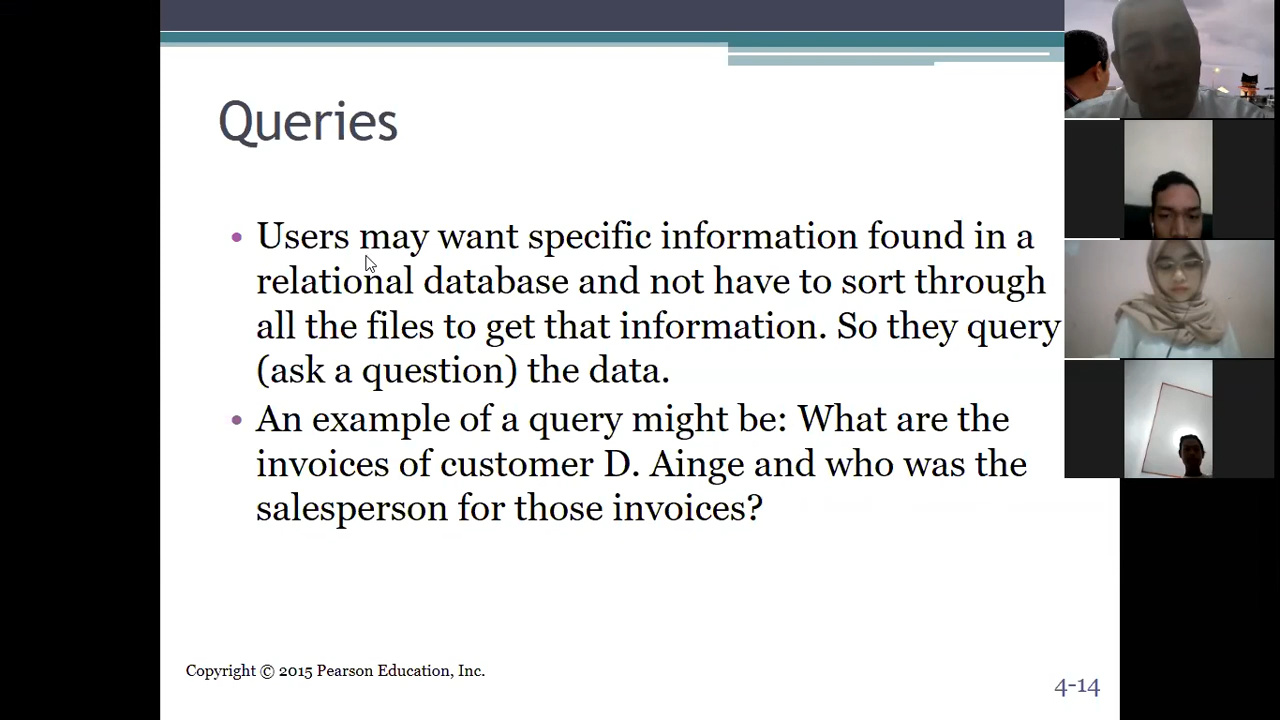 Queries
• Users may want specific information found in a
relational database and not have to sort through
all the files to get that information. So they query
(ask a question) the data.
• An example of a query might be: What are the
invoices of customer D. Ainge and who was the
salesperson for those invoices?
Copyright © 2015 Pearson Education, Inc.
4-14